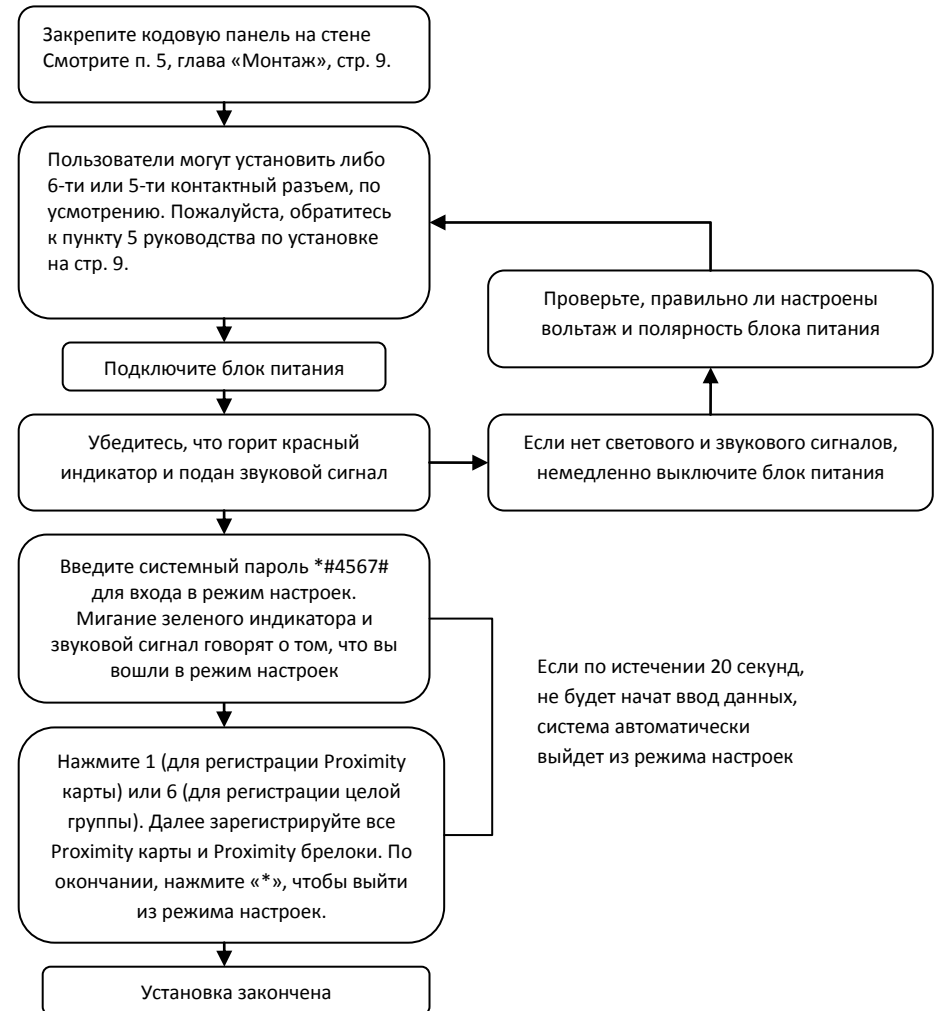 Закрепите кодовую панель на стене
Смотрите п. 5, глава «Монтаж», стр. 9.
Пользователи могут установить либо
6-ти или 5-ти контактный разъем, по
усмотрению. Пожалуйста, обратитесь
к пункту 5 руководства по установке
на стр. 9.
Проверьте, правильно ли настроены
вольтаж и полярность блока питания
Подключите блок питания
Убедитесь, что горит красный
индикатор и подан звуковой сигнал
Если нет светового и звукового сигналов,
немедленно выключите блок питания
Введите системный пароль *#4567#
для входа в режим настроек.
Мигание зеленого индикатора и
звуковой сигнал говорят о том, что вы
вошли в режим настроек
Если по истечении 20 секунд,
не будет начат ввод данных,
система автоматически
выйдет из режима настроек
Нажмите 1 (для регистрации Proximity
карты) или 6 (для регистрации целой
группы). Далее зарегистрируйте все
Proximity карты и Proximity брелоки. По
окончании, нажмите «*», чтобы выйти
из режима настроек.
Установка закончена